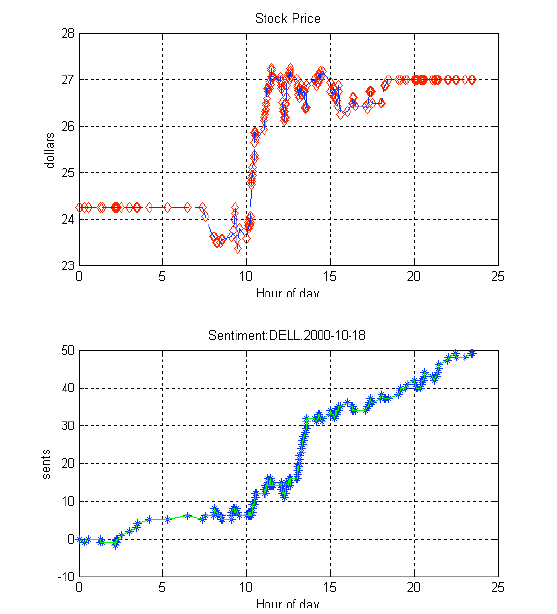 Stock Price
28
27
26
25
24
23
dollars
0 5 10 15 20 25
Hour of day
Sentiment:DELL.2000-10-18
50
40
30
20
10
0
-10
sents
0 5 10 15 20 25
Hour of day